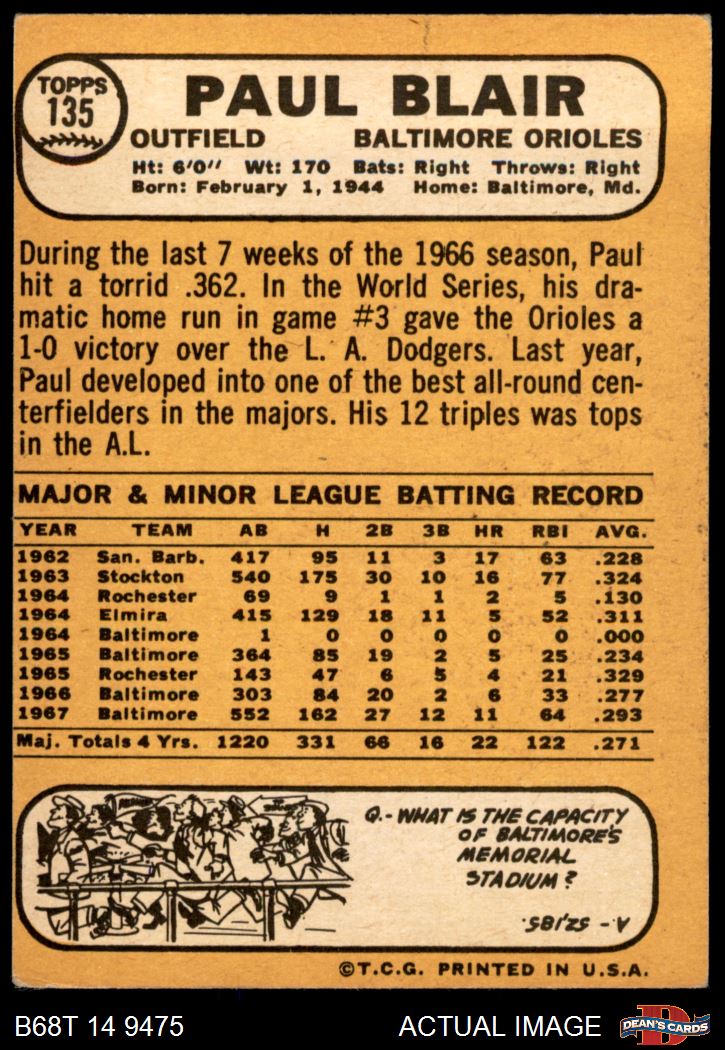 TOPPS
135
PAUL BLAIR
OUTFIELD BALTIMORE ORIOLES
Ht: 6'0" Wt: 170 Bats: Right Throws: Right
Born: February 1, 1944 Home: Baltimore, Md.
During the last 7 weeks of the 1966 season, Paul
hit a torrid .362. In the World Series, his dra-
matic home run in game #3 gave the Orioles a
1-0 victory over the L. A. Dodgers. Last year,
Paul developed into one of the best all-round cen-
terfielders in the majors. His 12 triples was tops
in the A.L.
MAJOR & MINOR LEAGUE BATTING RECORD
YEAR TEAM AB H 2B 3B HR RBI AVG.
1962 San. Barb. 417 95 11 3 17 63 .228
1963 Stockton 540 175 30 10 16 77 .324
1964 Rochester 69 9 1 1 2 5 .130
1964 Elmira 415 129 18 11 5 52 .311
1964 Baltimore 1 0 0 0 0 0 .000
1965 Baltimore 364 85 19 2 5 25 .234
1965 Rochester 143 47 6 5 4 21 .329
1966 Baltimore 303 84 20 2 6 33 .277
1967 Baltimore 552 162 27 12 11 64 .293
Maj. Totals 4 Yrs. 1220 331 66 16 22 122 .271
Q.- WHAT IS THE CAPACITY
OF BALTIMORE'S
MEMORIAL
STADIUM?
A - 52,185.
©T.C.G. PRINTED IN U.S.A.
B68T 14 9475 ACTUAL IMAGE
D
DEAN'S CARDS